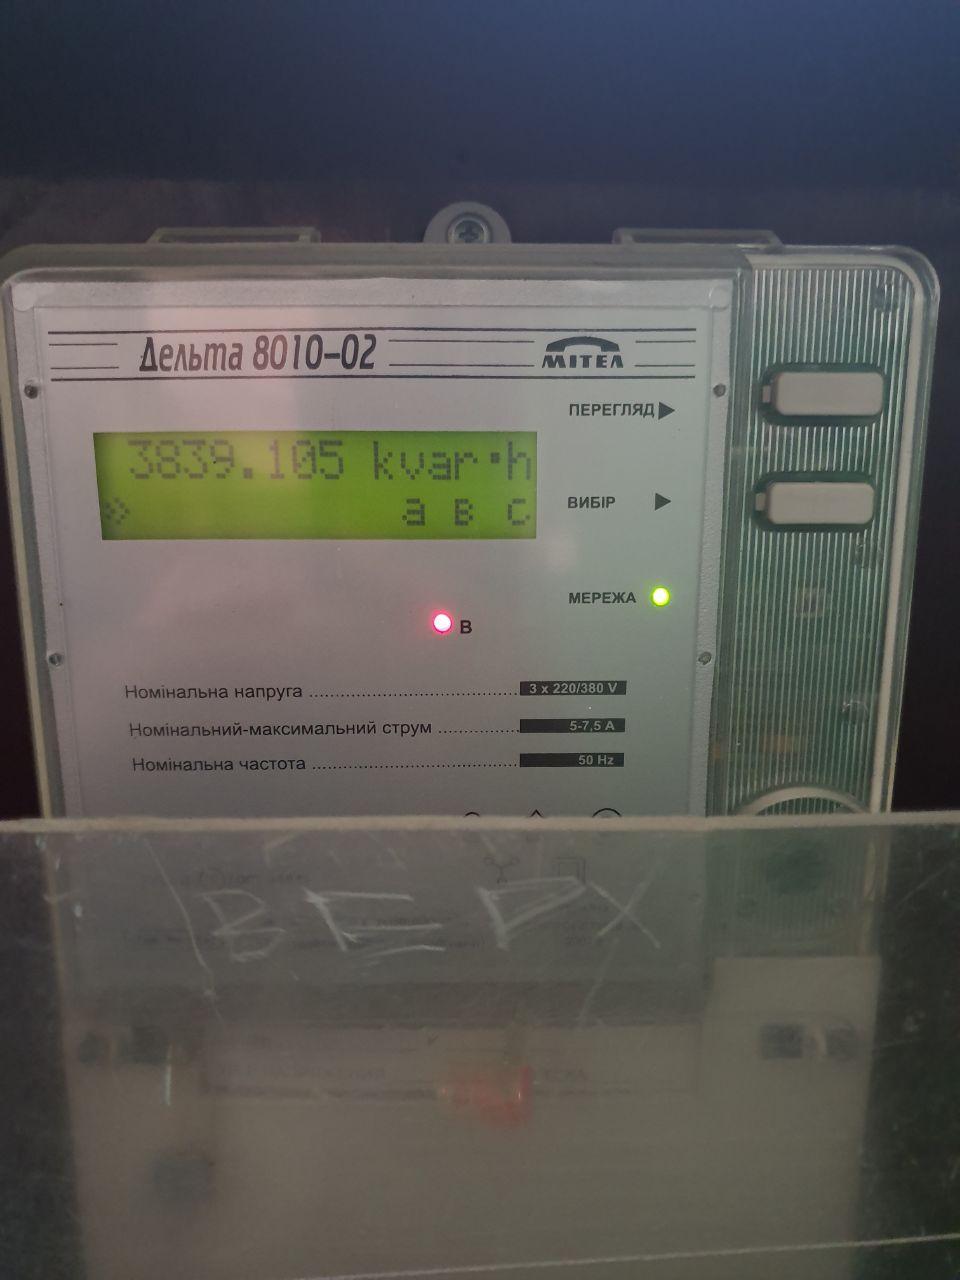 Дельта 8010-02
МІТЕЛ
ПЕРЕГЛЯД
3839.105 kvar•h
ВИБІР
» а в с
МЕРЕЖА
В
Номінальна напруга 3 x 220/380 V
Номінальний-максимальний струм 5-7,5 A
Номінальна частота 50 Hz
ВЕРХ